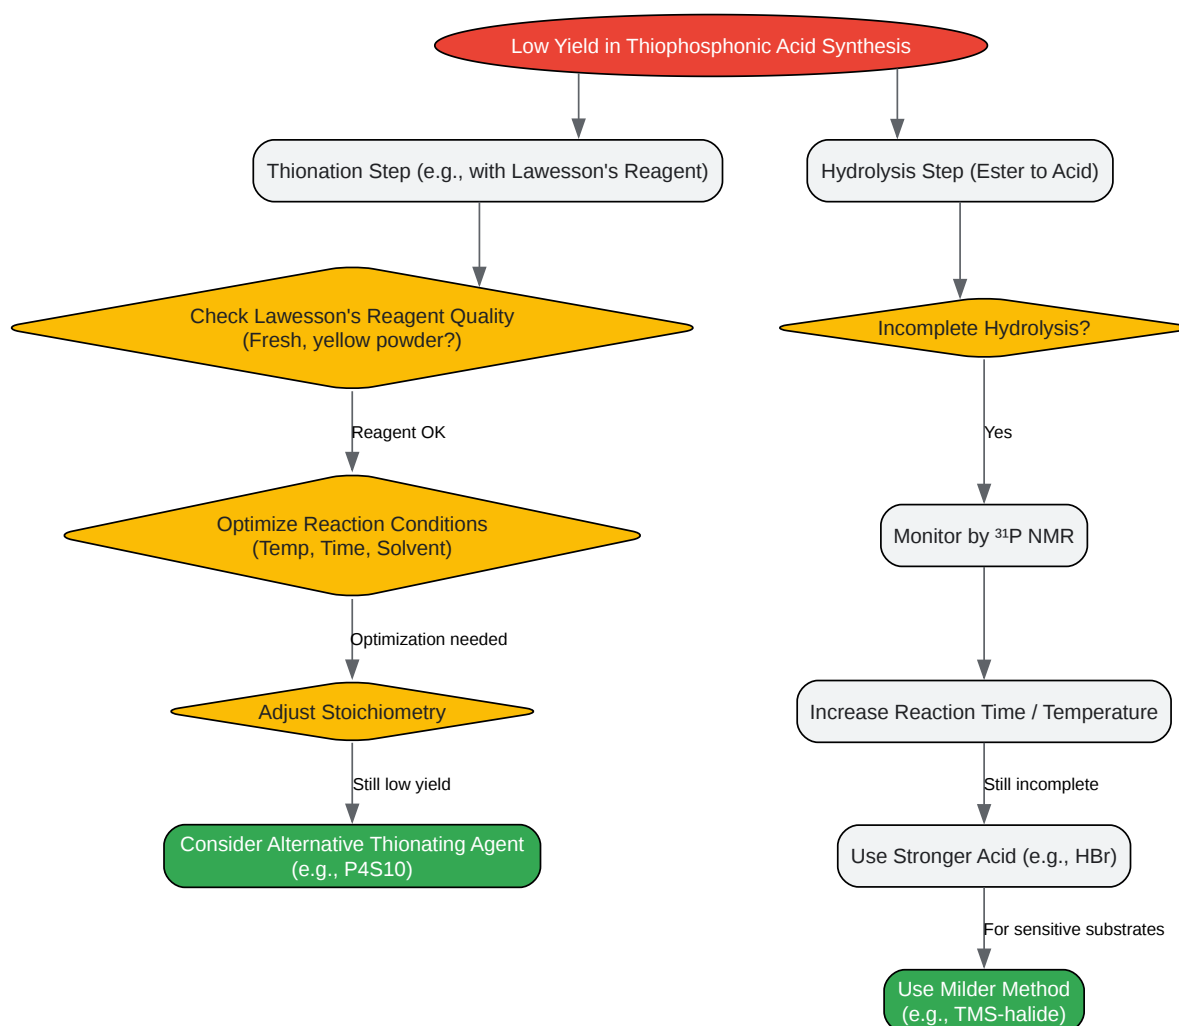 Low Yield in Thiophosphonic Acid Synthesis
Thionation Step (e.g., with Lawesson's Reagent)
Hydrolysis Step (Ester to Acid)
Check Lawesson's Reagent Quality
(Fresh, yellow powder?)
Incomplete Hydrolysis?
Reagent OK
Yes
Optimize Reaction Conditions
(Temp, Time, Solvent)
Monitor by ³¹P NMR
Optimization needed
Adjust Stoichiometry
Increase Reaction Time / Temperature
Still low yield
Still incomplete
Consider Alternative Thionating Agent
(e.g., P4S10)
Use Stronger Acid (e.g., HBr)
For sensitive substrates
Use Milder Method
(e.g., TMS-halide)